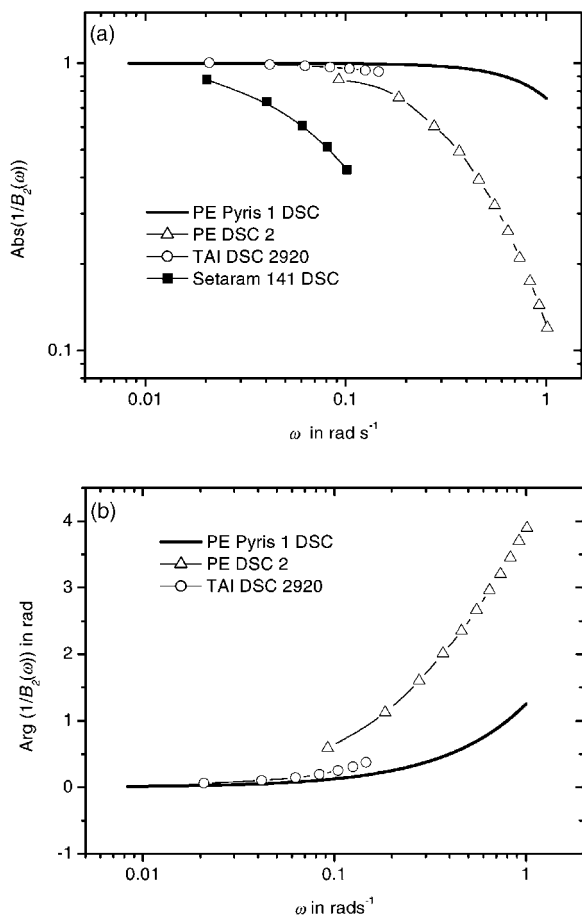 (a)
1
0.1
Abs(1/B₂(ω))
PE Pyris 1 DSC
PE DSC 2
TAI DSC 2920
Setaram 141 DSC
0.01
0.1
1
ω in rad s⁻¹
(b)
4
3
2
1
0
-1
Arg (1/B₂(ω)) in rad
PE Pyris 1 DSC
PE DSC 2
TAI DSC 2920
0.01
0.1
1
ω in rads⁻¹